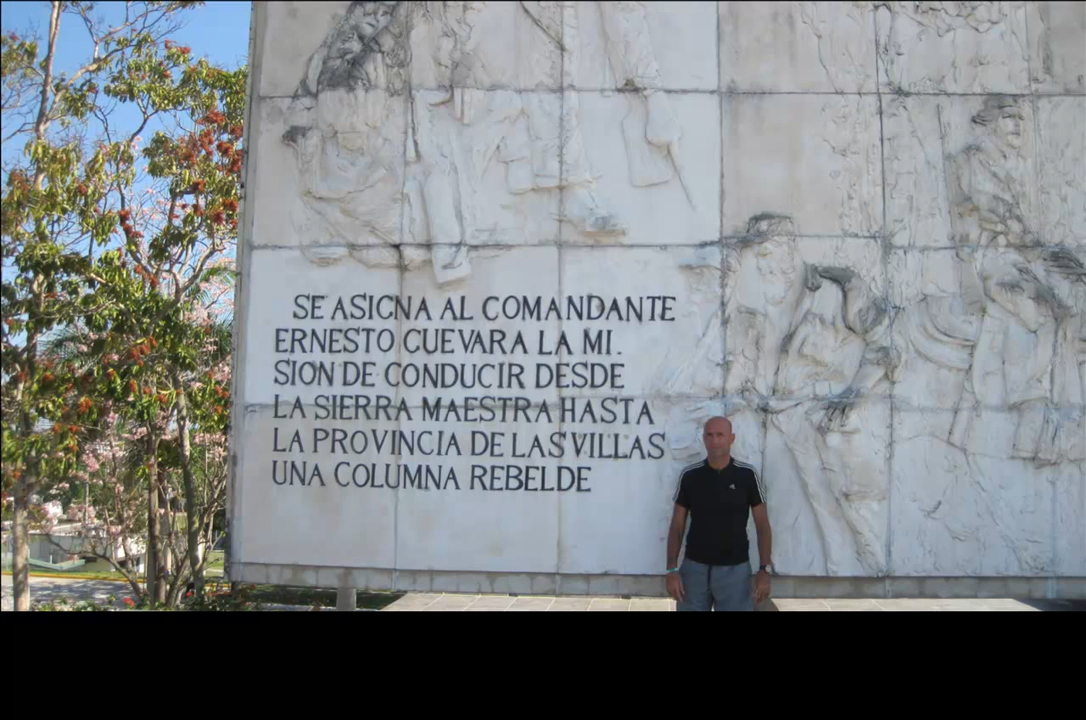 SE ASIGNA AL COMANDANTE
ERNESTO GUEVARA LA MI.
SION DE CONDUCIR DESDE
LA SIERRA MAESTRA HASTA
LA PROVINCIA DE LAS VILLAS
UNA COLUMNA REBELDE